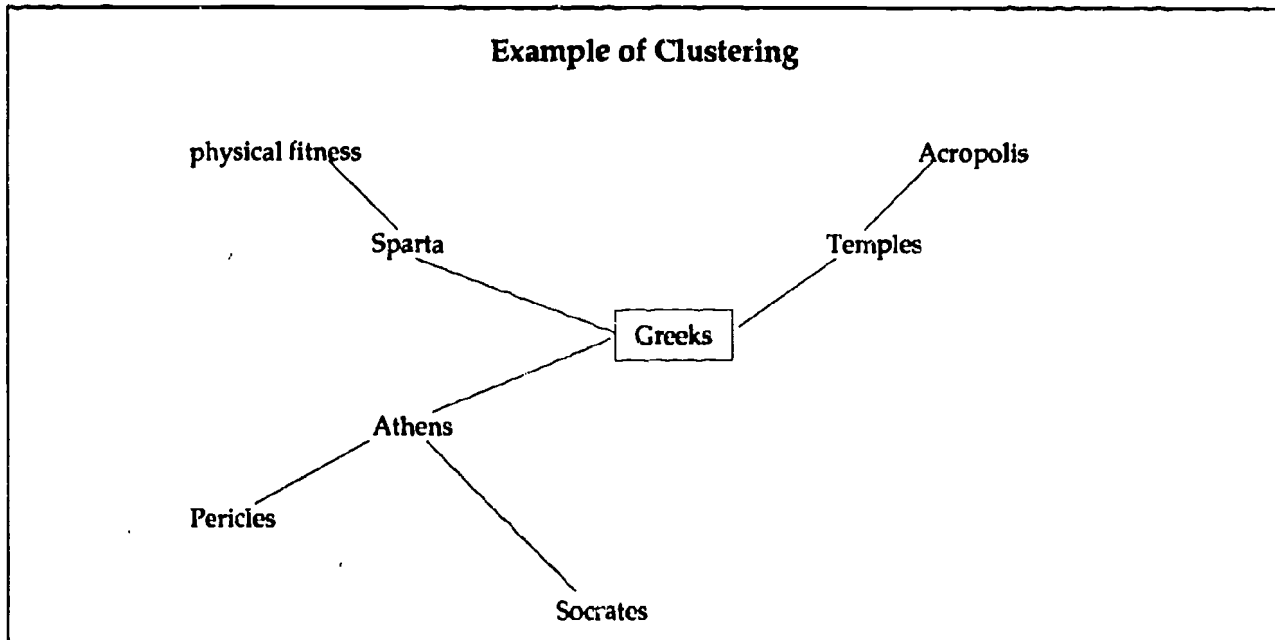 Example of Clustering
physical fitness
Acropolis
Sparta
Temples
Greeks
Athens
Pericles
Socrates